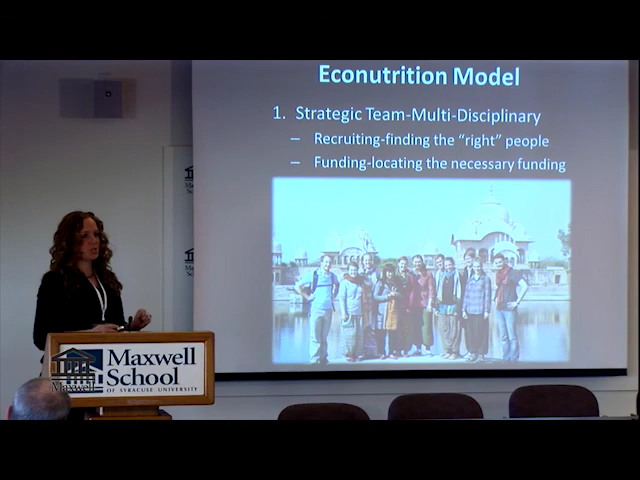 Econutrition Model
1. Strategic Team-Multi-Disciplinary
– Recruiting-finding the “right” people
– Funding-locating the necessary funding
Maxwell
School
OF SYRACUSE UNIVERSITY
Maxwell